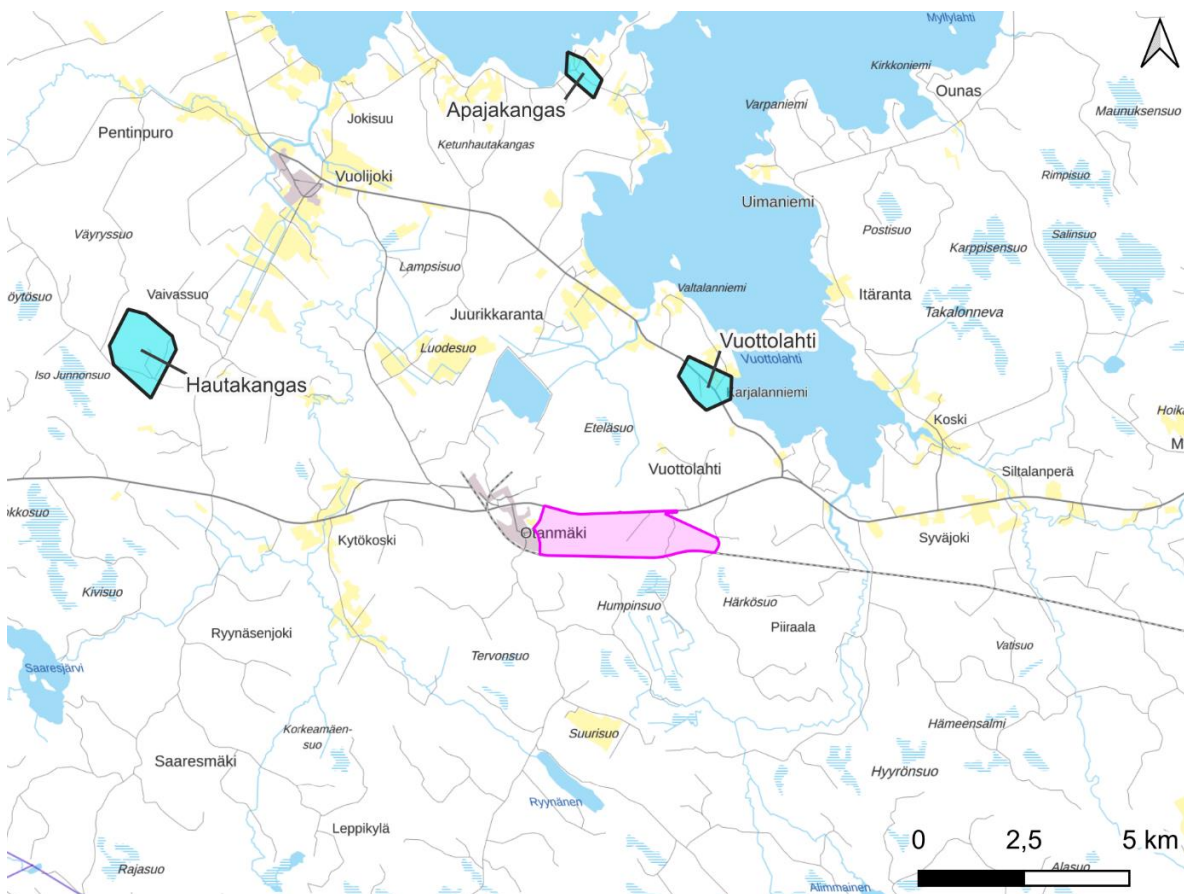 Myllylahti
Kirkkoniemi
Ounas
Apajakangas
Varpaniemi
Maunuksensuo
Jokisuu
Pentinpuro
Ketunhautakangas
Vuolijoki
Rimpisuo
Uimaniemi
Postisuo
Väyryssuo
Salinsuo
Karppisensuo
Lampsisuo
Valtalanniemi
Vaivassuo
Itäranta
öytösuo
Takalonneva
Juurikkaranta
Vuottolahti
Luodesuo
Vuottolahti
Iso Junnonsuo
Hautakangas
Karjalanniemi
Hoika
Koski
Eteläsuo
M
Vuottolahti
Siltalanperä
okkosuo
Otanmäki
Kytökoski
Syväjoki
Kivisuo
Humpinsuo
Härkösuo
Ryynäsenjoki
Piiraala
Vatisuo
Tervonsuo
Saaresjärvi
Hämeensalmi
Korkeamäen-
suo
Suurisuo
Saaresmäki
Hyyrönsuo
Ryynänen
Leppikylä
0 2,5 5 km
Rajasuo
Alasuo
Alimmainen